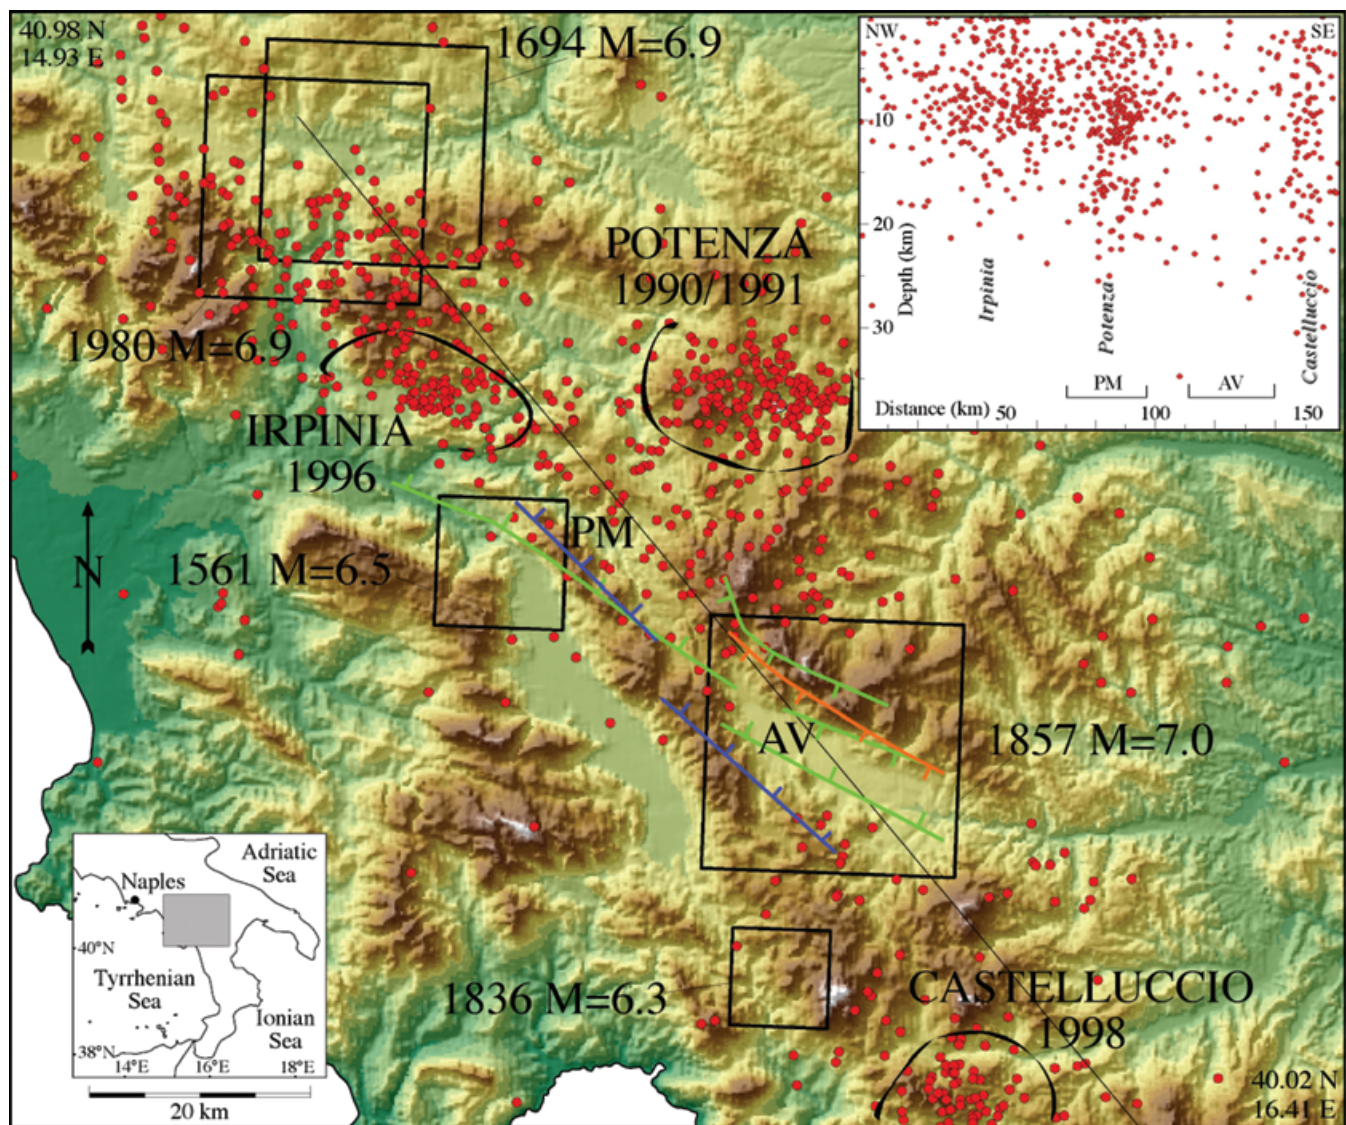 40.98 N
14.93 E
1694 M=6.9
NW
SE
10
20
30
Depth (km)
Irpinia
Potenza
Castelluccio
PM
AV
Distance (km)
50
100
150
POTENZA
1990/1991
1980 M=6.9
IRPINIA
1996
PM
1561 M=6.5
N
AV
1857 M=7.0
1836 M=6.3
CASTELLUCCIO
1998
Adriatic
Sea
Naples
40°N
Tyrrhenian
Sea
Ionian
Sea
38°N
14°E
16°E
18°E
20 km
40.02 N
16.41 E